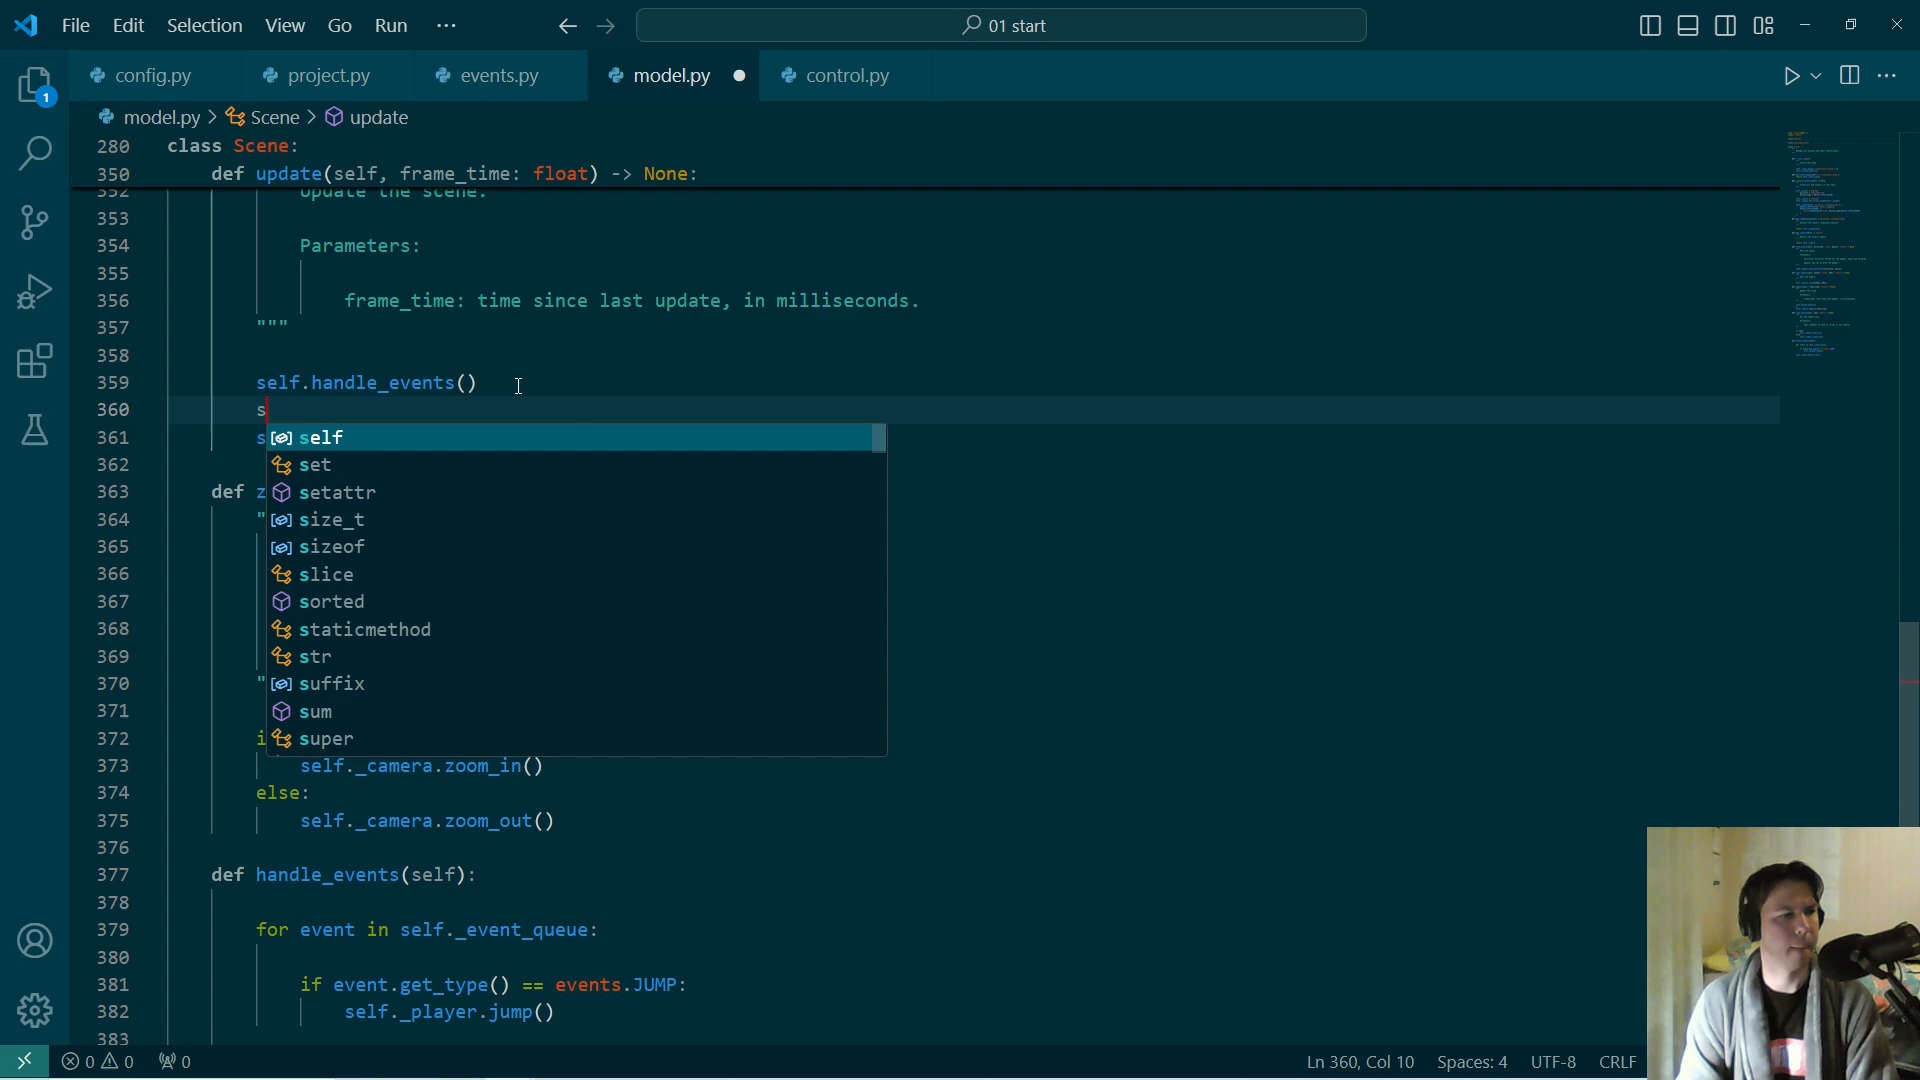 File Edit Selection View Go Run ··· 01 start
config.py project.py events.py model.py control.py
1
model.py > Scene > update
280 class Scene:
350 def update(self, frame_time: float) -> None:
352 Update the scene.
353
354 Parameters:
355
356 frame_time: time since last update, in milliseconds.
357 """
358
359 self.handle_events()
360 s
361 s self
362 set
363 def z setattr
364 " size_t
365 sizeof
366 slice
367 sorted
368 staticmethod
369 str
370 " suffix
371 sum
372 i super
373 self._camera.zoom_in()
374 else:
375 self._camera.zoom_out()
376
377 def handle_events(self):
378
379 for event in self._event_queue:
380
381 if event.get_type() == events.JUMP:
382 self._player.jump()
383
0 0 0 Ln 360, Col 10 Spaces: 4 UTF-8 CRLF